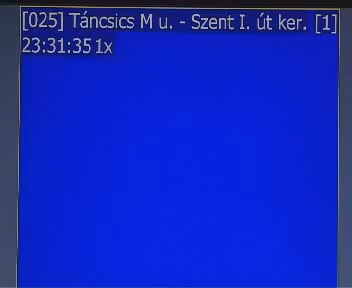 [025] Táncsics M u. - Szent I. út ker. [1]
23:31:35 1x